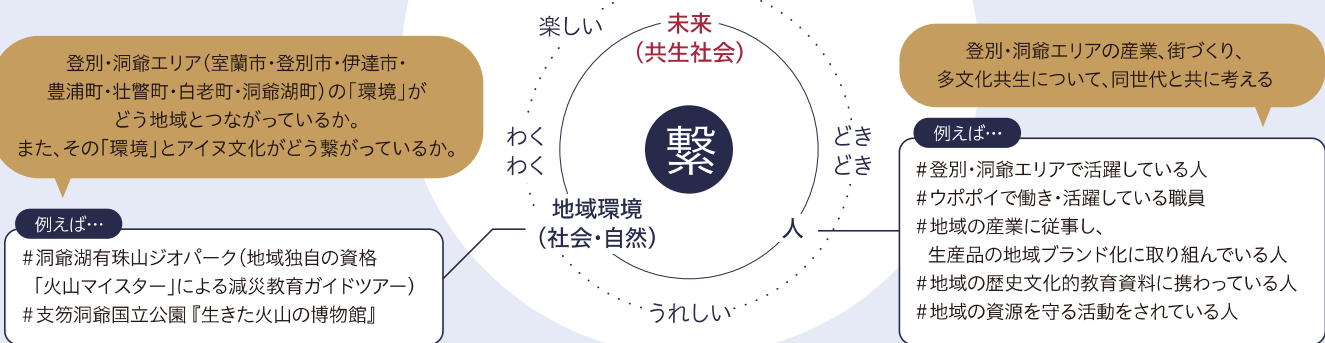 登別・洞爺エリア（室蘭市・登別市・伊達市・
豊浦町・壮瞥町・白老町・洞爺湖町）の「環境」が
どう地域とつながっているか。
また、その「環境」とアイヌ文化がどう繋がっているか。
例えば…
#洞爺湖有珠山ジオパーク（地域独自の資格
「火山マイスター」による減災教育ガイドツアー）
#支笏洞爺国立公園『生きた火山の博物館』
楽しい
未来
（共生社会）
わく
わく
繋
どき
どき
地域環境
（社会・自然）
人
うれしい
登別・洞爺エリアの産業、街づくり、
多文化共生について、同世代と共に考える
例えば…
#登別・洞爺エリアで活躍している人
#ウポポイで働き・活躍している職員
#地域の産業に従事し、
生産品の地域ブランド化に取り組んでいる人
#地域の歴史文化的教育資料に携わっている人
#地域の資源を守る活動をされている人